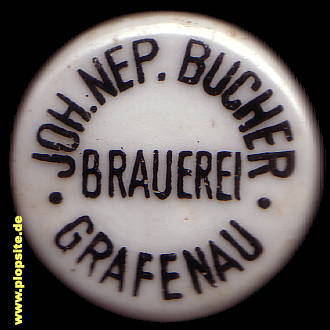 · JOH. NEP. BUCHER ·
BRAUEREI
GRAFENAU
www.plopsite.de